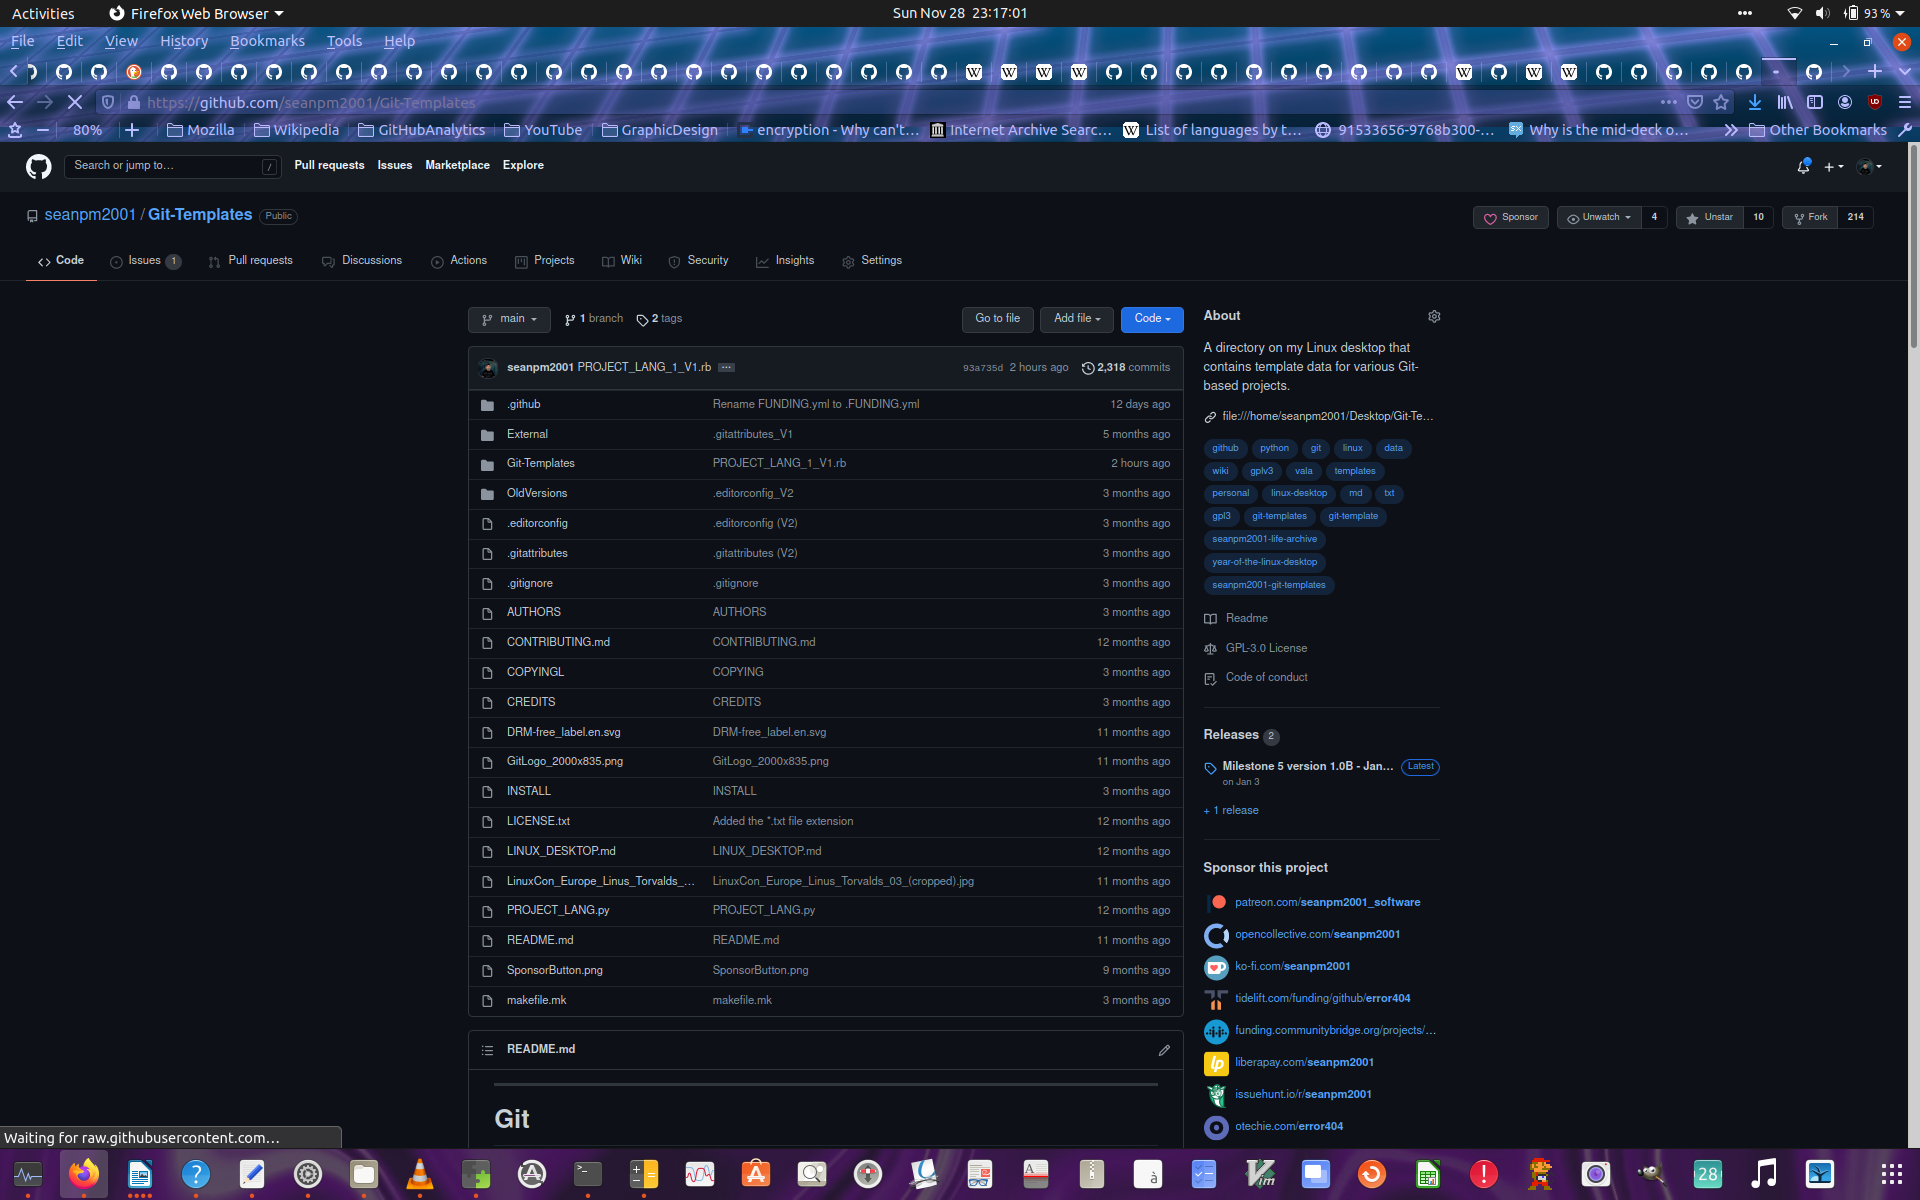 Activities Firefox Web Browser Sun Nov 28 23:17:01 93 %
File Edit View History Bookmarks Tools Help
https://github.com/seanpm2001/Git-Templates
80% Mozilla Wikipedia GitHubAnalytics YouTube GraphicDesign encryption - Why can't… Internet Archive Searc… List of languages by t… 91533656-9768b300-… Why is the mid-deck o… Other Bookmarks
Search or jump to… / Pull requests Issues Marketplace Explore
seanpm2001 / Git-Templates Public Sponsor Unwatch 4 Unstar 10 Fork 214
Code Issues 1 Pull requests Discussions Actions Projects Wiki Security Insights Settings
main 1 branch 2 tags Go to file Add file Code
seanpm2001 PROJECT_LANG_1_V1.rb 93a735d 2 hours ago 2,318 commits
.github Rename FUNDING.yml to .FUNDING.yml 12 days ago
External .gitattributes_V1 5 months ago
Git-Templates PROJECT_LANG_1_V1.rb 2 hours ago
OldVersions .editorconfig_V2 3 months ago
.editorconfig .editorconfig (V2) 3 months ago
.gitattributes .gitattributes (V2) 3 months ago
.gitignore .gitignore 3 months ago
AUTHORS AUTHORS 3 months ago
CONTRIBUTING.md CONTRIBUTING.md 12 months ago
COPYINGL COPYING 3 months ago
CREDITS CREDITS 3 months ago
DRM-free_label.en.svg DRM-free_label.en.svg 11 months ago
GitLogo_2000x835.png GitLogo_2000x835.png 11 months ago
INSTALL INSTALL 3 months ago
LICENSE.txt Added the *.txt file extension 12 months ago
LINUX_DESKTOP.md LINUX_DESKTOP.md 12 months ago
LinuxCon_Europe_Linus_Torvalds_… LinuxCon_Europe_Linus_Torvalds_03_(cropped).jpg 11 months ago
PROJECT_LANG.py PROJECT_LANG.py 12 months ago
README.md README.md 11 months ago
SponsorButton.png SponsorButton.png 9 months ago
makefile.mk makefile.mk 3 months ago
README.md
Git
About
A directory on my Linux desktop that
contains template data for various Git-
based projects.
file:///home/seanpm2001/Desktop/Git-Te…
github python git linux data
wiki gplv3 vala templates
personal linux-desktop md txt
gpl3 git-templates git-template
seanpm2001-life-archive
year-of-the-linux-desktop
seanpm2001-git-templates
Readme
GPL-3.0 License
Code of conduct
Releases 2
Milestone 5 version 1.0B - Jan… Latest
on Jan 3
+ 1 release
Sponsor this project
patreon.com/seanpm2001_software
opencollective.com/seanpm2001
ko-fi.com/seanpm2001
tidelift.com/funding/github/error404
funding.communitybridge.org/projects/…
liberapay.com/seanpm2001
issuehunt.io/r/seanpm2001
otechie.com/error404
Waiting for raw.githubusercontent.com…
28